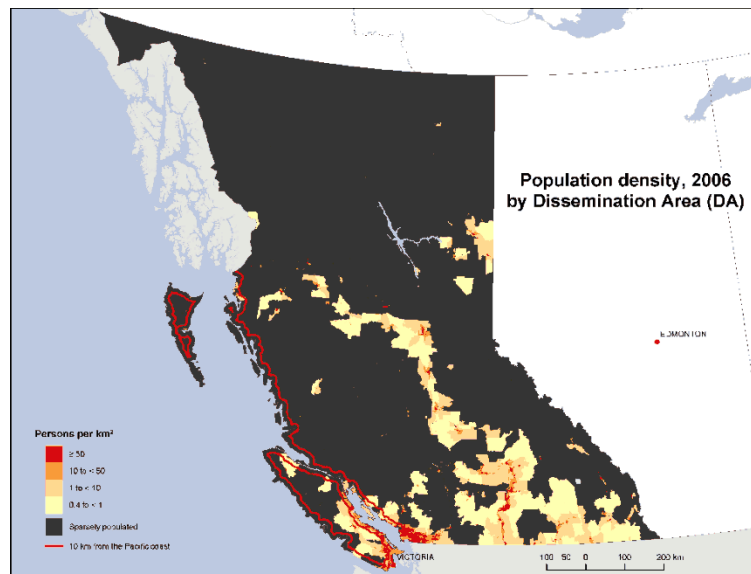 Population density, 2006
by Dissemination Area (DA)
EDMONTON
Persons per km²
≥ 50
10 to < 50
1 to < 10
0.4 to < 1
Sparsely populated
10 km from the Pacific coast
VICTORIA
100 50 0 100 200 km